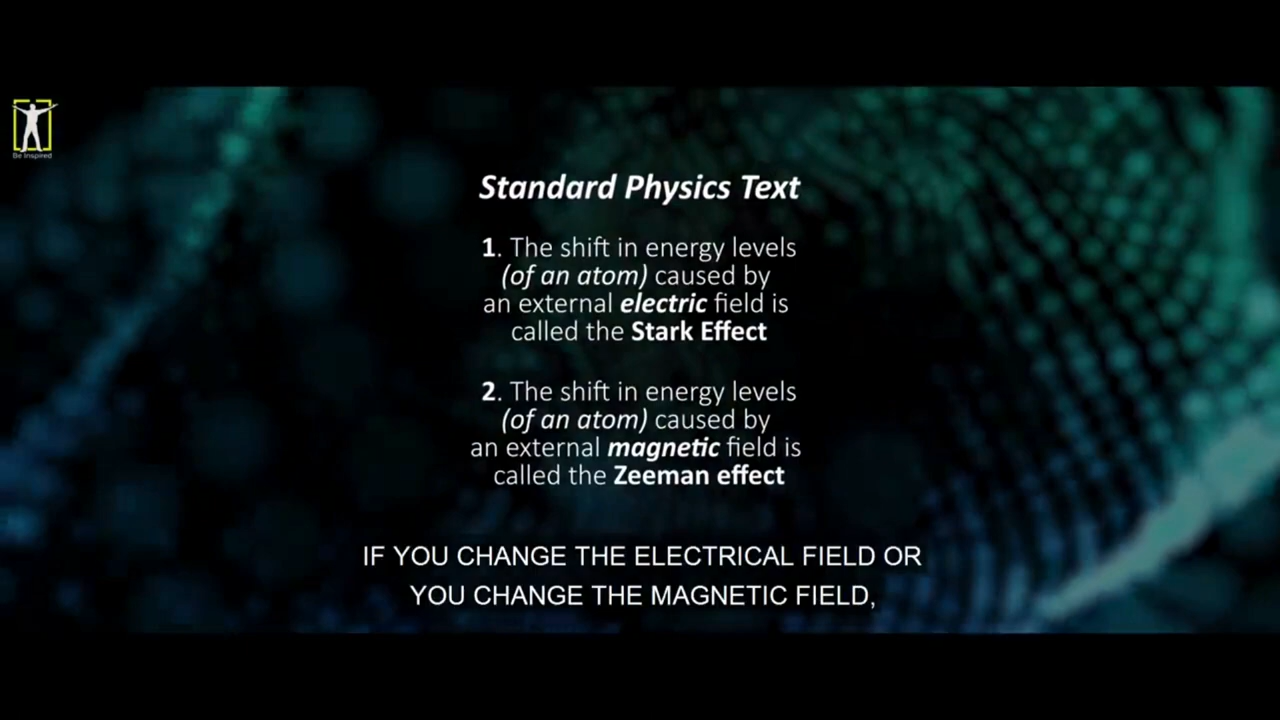 Be Inspired
Standard Physics Text
1. The shift in energy levels
(of an atom) caused by
an external electric field is
called the Stark Effect
2. The shift in energy levels
(of an atom) caused by
an external magnetic field is
called the Zeeman effect
IF YOU CHANGE THE ELECTRICAL FIELD OR
YOU CHANGE THE MAGNETIC FIELD,